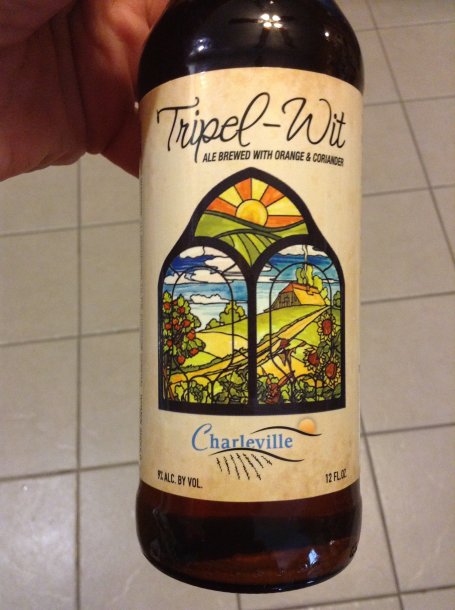 Tripel-Wit
ALE BREWED WITH ORANGE & CORIANDER
Charleville
9% ALC. BY VOL.
12 FL.OZ